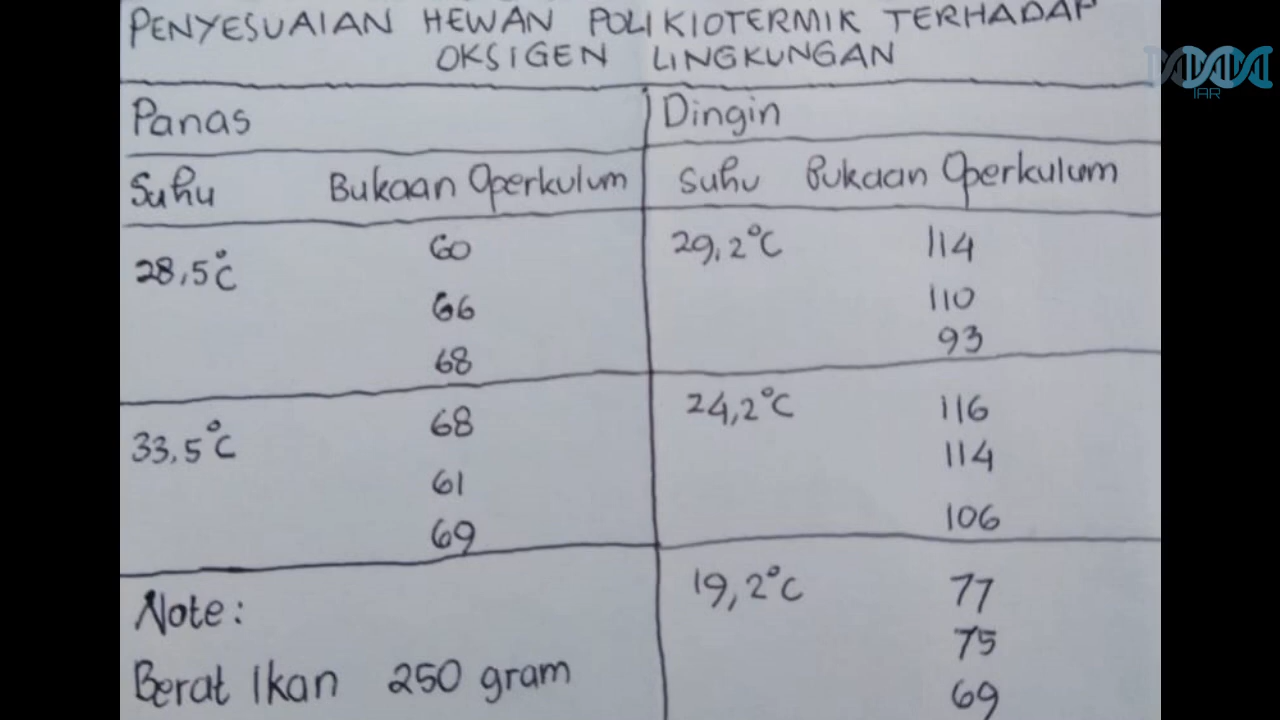 PENYESUAIAN HEWAN POLIKIOTERMIK TERHADAP
OKSIGEN LINGKUNGAN
Panas Dingin
Suhu Bukaan Operkulum Suhu Bukaan Operkulum
28,5°C 60 29,2°C 114
66 110
68 93
33,5°C 68 24,2°C 116
61 114
69 106
Note: 19,2°C 77
75
Berat Ikan 250 gram 69
IAR